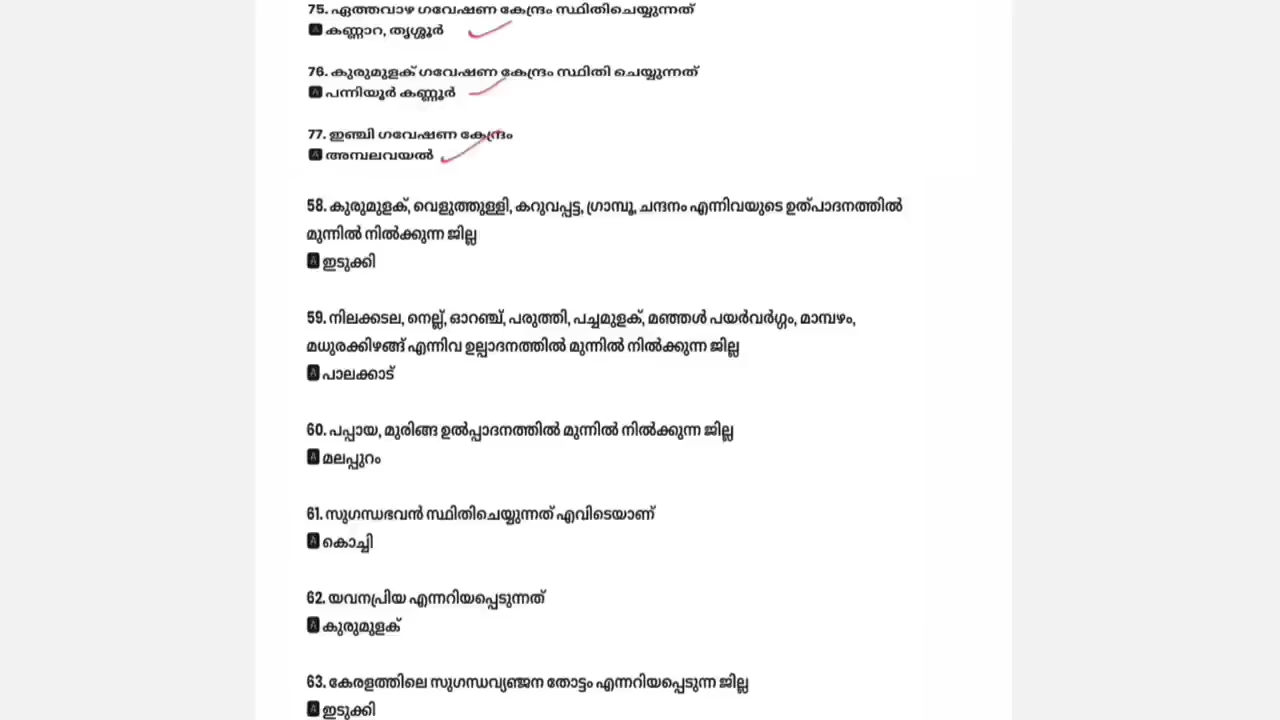 75. ഏത്തവാഴ ഗവേഷണ കേന്ദ്രം സ്ഥിതിചെയ്യുന്നത്
A കണ്ണാറ, തൃശ്ശൂർ
76. കുരുമുളക് ഗവേഷണ കേന്ദ്രം സ്ഥിതി ചെയ്യുന്നത്
A പന്നിയൂർ കണ്ണൂർ
77. ഇഞ്ചി ഗവേഷണ കേന്ദ്രം
A അമ്പലവയൽ
58. കുരുമുളക്, വെളുത്തുള്ളി, കറുവപ്പട്ട, ഗ്രാമ്പൂ, ചന്ദനം എന്നിവയുടെ ഉത്പാദനത്തിൽ
മുന്നിൽ നിൽക്കുന്ന ജില്ല
A ഇടുക്കി
59. നിലക്കടല, നെല്ല്, ഓറഞ്ച്, പരുത്തി, പച്ചമുളക്, മഞ്ഞൾ പയർവർഗ്ഗം, മാമ്പഴം,
മധുരക്കിഴങ്ങ് എന്നിവ ഉല്പാദനത്തിൽ മുന്നിൽ നിൽക്കുന്ന ജില്ല
A പാലക്കാട്
60. പപ്പായ, മുരിങ്ങ ഉൽപ്പാദനത്തിൽ മുന്നിൽ നിൽക്കുന്ന ജില്ല
A മലപ്പുറം
61. സുഗന്ധഭവൻ സ്ഥിതിചെയ്യുന്നത് എവിടെയാണ്
A കൊച്ചി
62. യവനപ്രിയ എന്നറിയപ്പെടുന്നത്
A കുരുമുളക്
63. കേരളത്തിലെ സുഗന്ധവ്യഞ്ജന തോട്ടം എന്നറിയപ്പെടുന്ന ജില്ല
A ഇടുക്കി